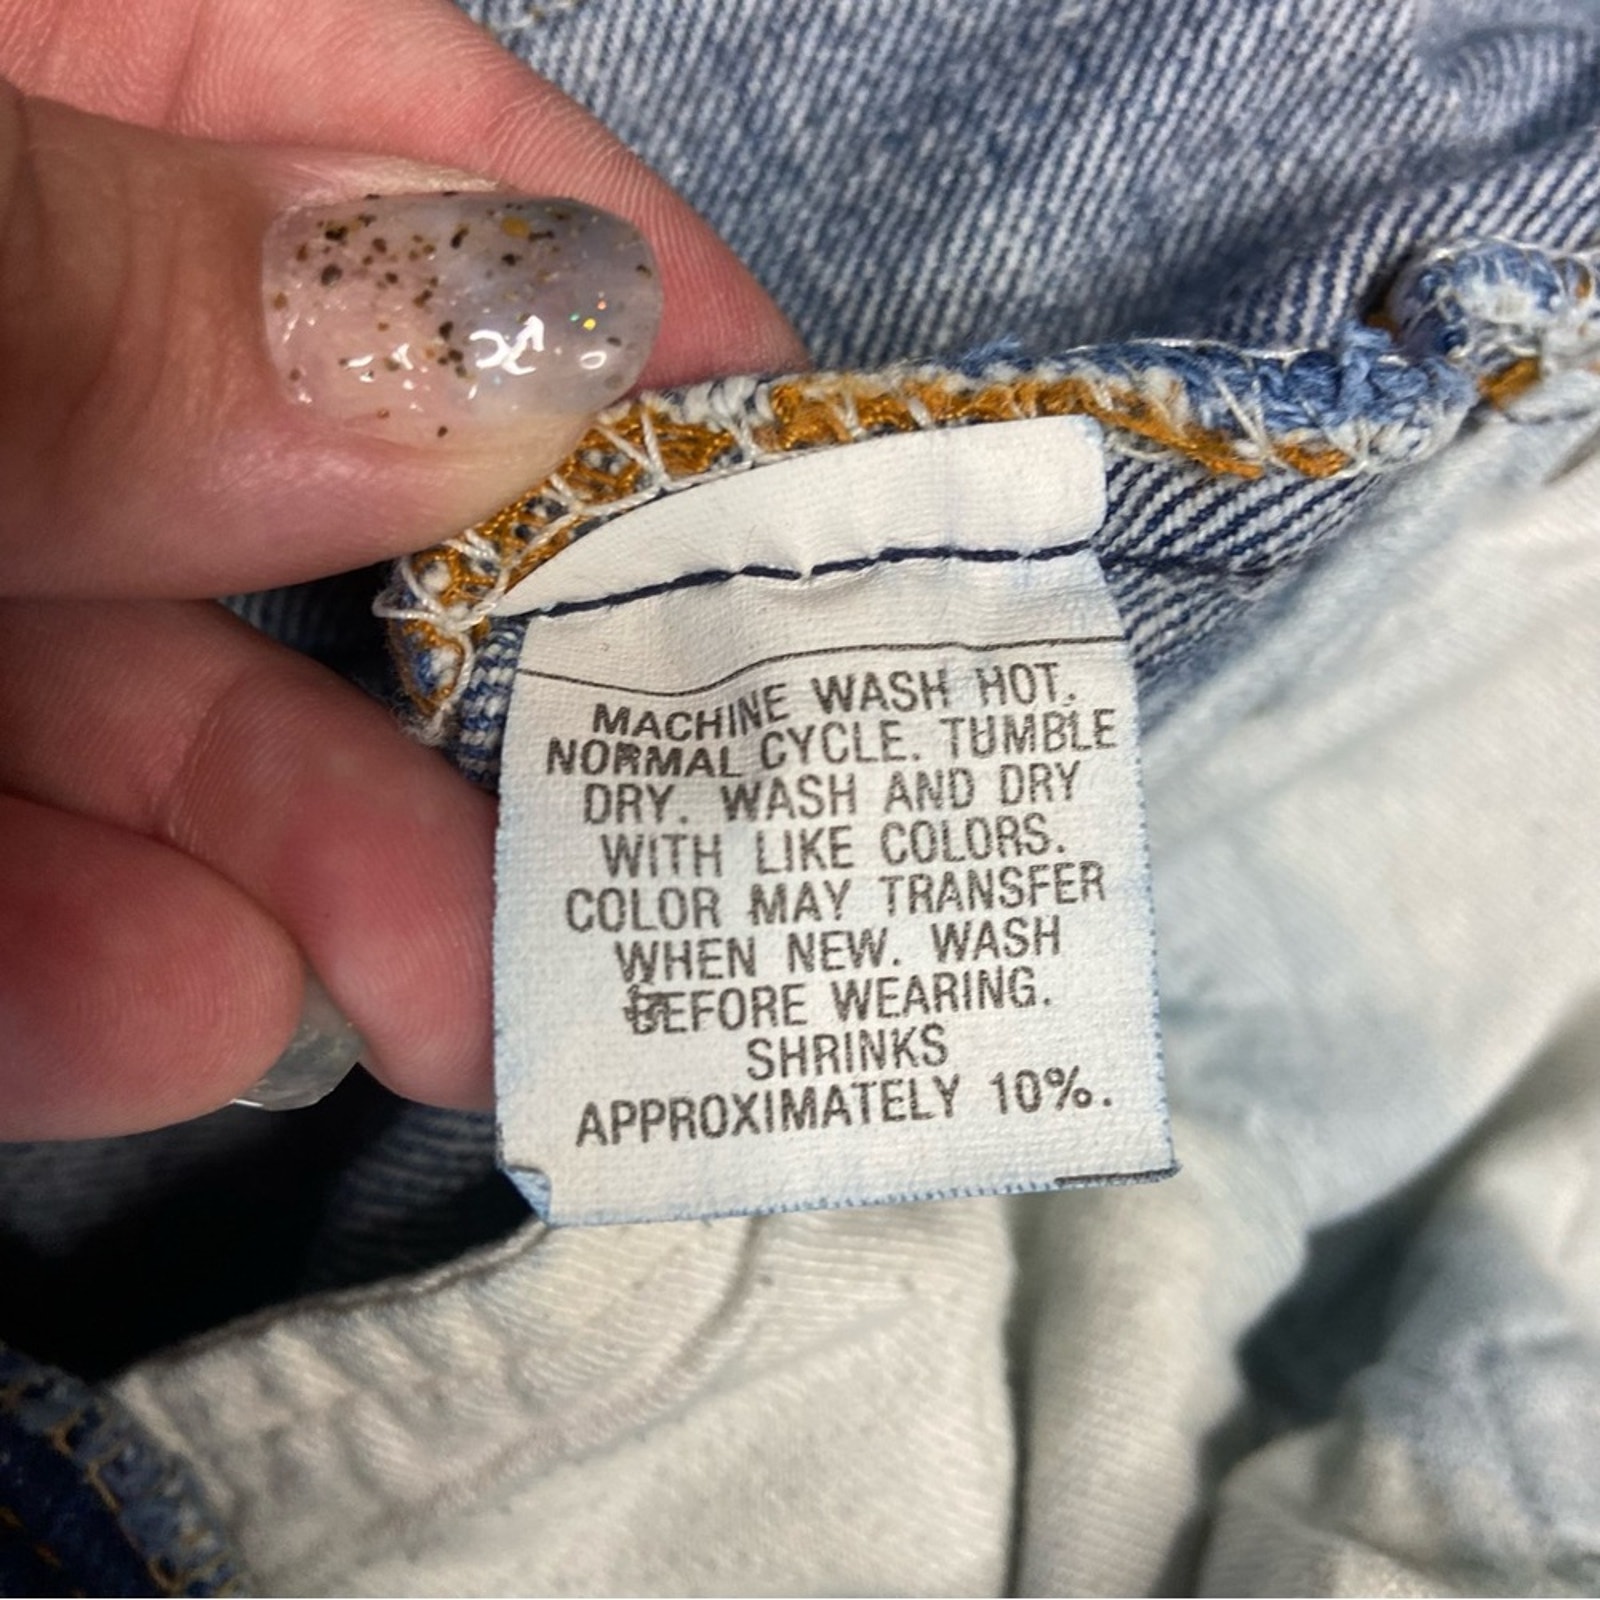 MACHINE WASH HOT.
NORMAL CYCLE. TUMBLE
DRY. WASH AND DRY
WITH LIKE COLORS.
COLOR MAY TRANSFER
WHEN NEW. WASH
BEFORE WEARING.
SHRINKS
APPROXIMATELY 10%.